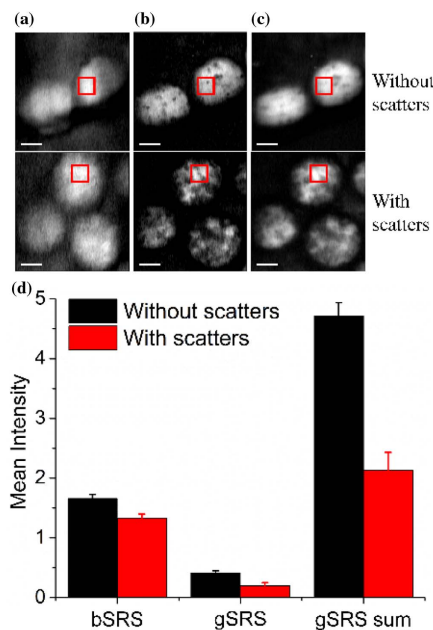 (a) (b) (c)
Without
scatters
With
scatters
(d)
5
4
3
2
1
0
Mean Intensity
Without scatters
With scatters
bSRS gSRS gSRS sum